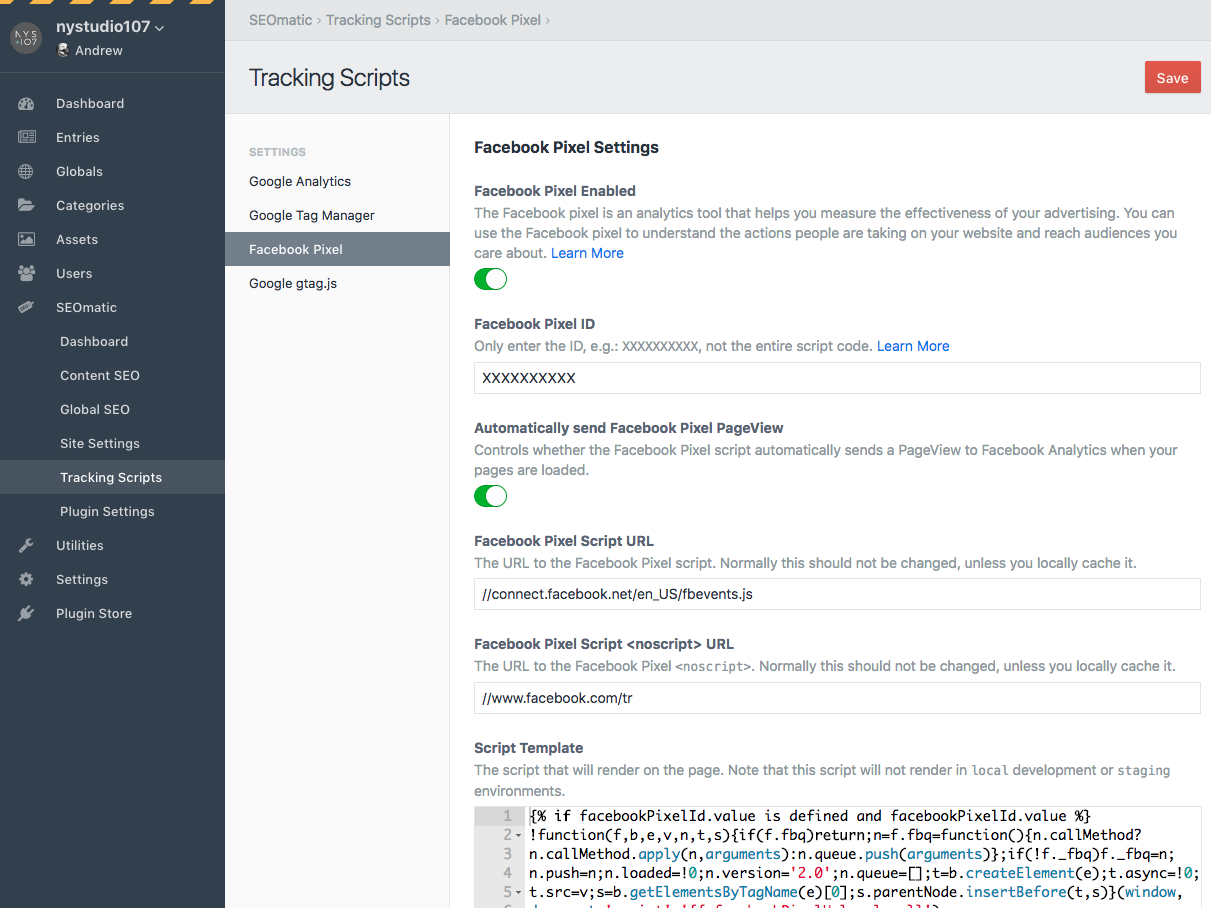 NYS
+107
nystudio107
Andrew
Dashboard
Entries
Globals
Categories
Assets
Users
SEOmatic
Dashboard
Content SEO
Global SEO
Site Settings
Tracking Scripts
Plugin Settings
Utilities
Settings
Plugin Store
SEOmatic › Tracking Scripts › Facebook Pixel ›
Tracking Scripts
Save
SETTINGS
Google Analytics
Google Tag Manager
Facebook Pixel
Google gtag.js
Facebook Pixel Settings
Facebook Pixel Enabled
The Facebook pixel is an analytics tool that helps you measure the effectiveness of your advertising. You can
use the Facebook pixel to understand the actions people are taking on your website and reach audiences you
care about. Learn More
Facebook Pixel ID
Only enter the ID, e.g.: XXXXXXXXXX, not the entire script code. Learn More
XXXXXXXXXX
Automatically send Facebook Pixel PageView
Controls whether the Facebook Pixel script automatically sends a PageView to Facebook Analytics when your
pages are loaded.
Facebook Pixel Script URL
The URL to the Facebook Pixel script. Normally this should not be changed, unless you locally cache it.
//connect.facebook.net/en_US/fbevents.js
Facebook Pixel Script <noscript> URL
The URL to the Facebook Pixel <noscript>. Normally this should not be changed, unless you locally cache it.
//www.facebook.com/tr
Script Template
The script that will render on the page. Note that this script will not render in local development or staging
environments.
1 {% if facebookPixelId.value is defined and facebookPixelId.value %}
2 !function(f,b,e,v,n,t,s){if(f.fbq)return;n=f.fbq=function(){n.callMethod?
3 n.callMethod.apply(n,arguments):n.queue.push(arguments)};if(!f._fbq)f._fbq=n;
4 n.push=n;n.loaded=!0;n.version='2.0';n.queue=[];t=b.createElement(e);t.async=!0;
5 t.src=v;s=b.getElementsByTagName(e)[0];s.parentNode.insertBefore(t,s)}(window,